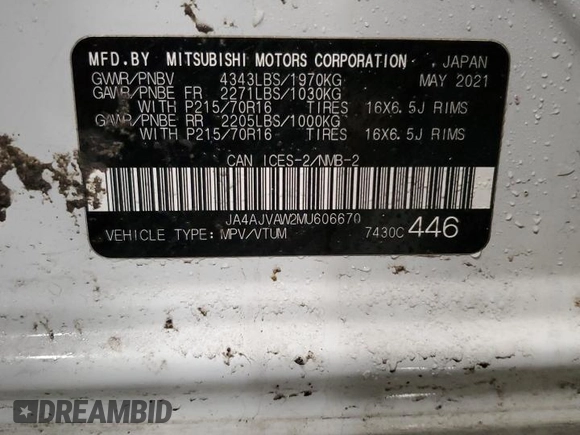 MFD.BY MITSUBISHI MOTORS CORPORATION , JAPAN
GVWR/PNBV 4343LBS/1970KG MAY 2021
GAWR/PNBE FR 2271LBS/1030KG
WITH P215/70R16 TIRES 16X6.5J RIMS
GAWR/PNBE RR 2205LBS/1000KG
WITH P215/70R16 TIRES 16X6.5J RIMS
CAN ICES-2/NMB-2
JA4AJVAW2MU606670
VEHICLE TYPE:MPV/VTUM 7430C 446
DREAMBID